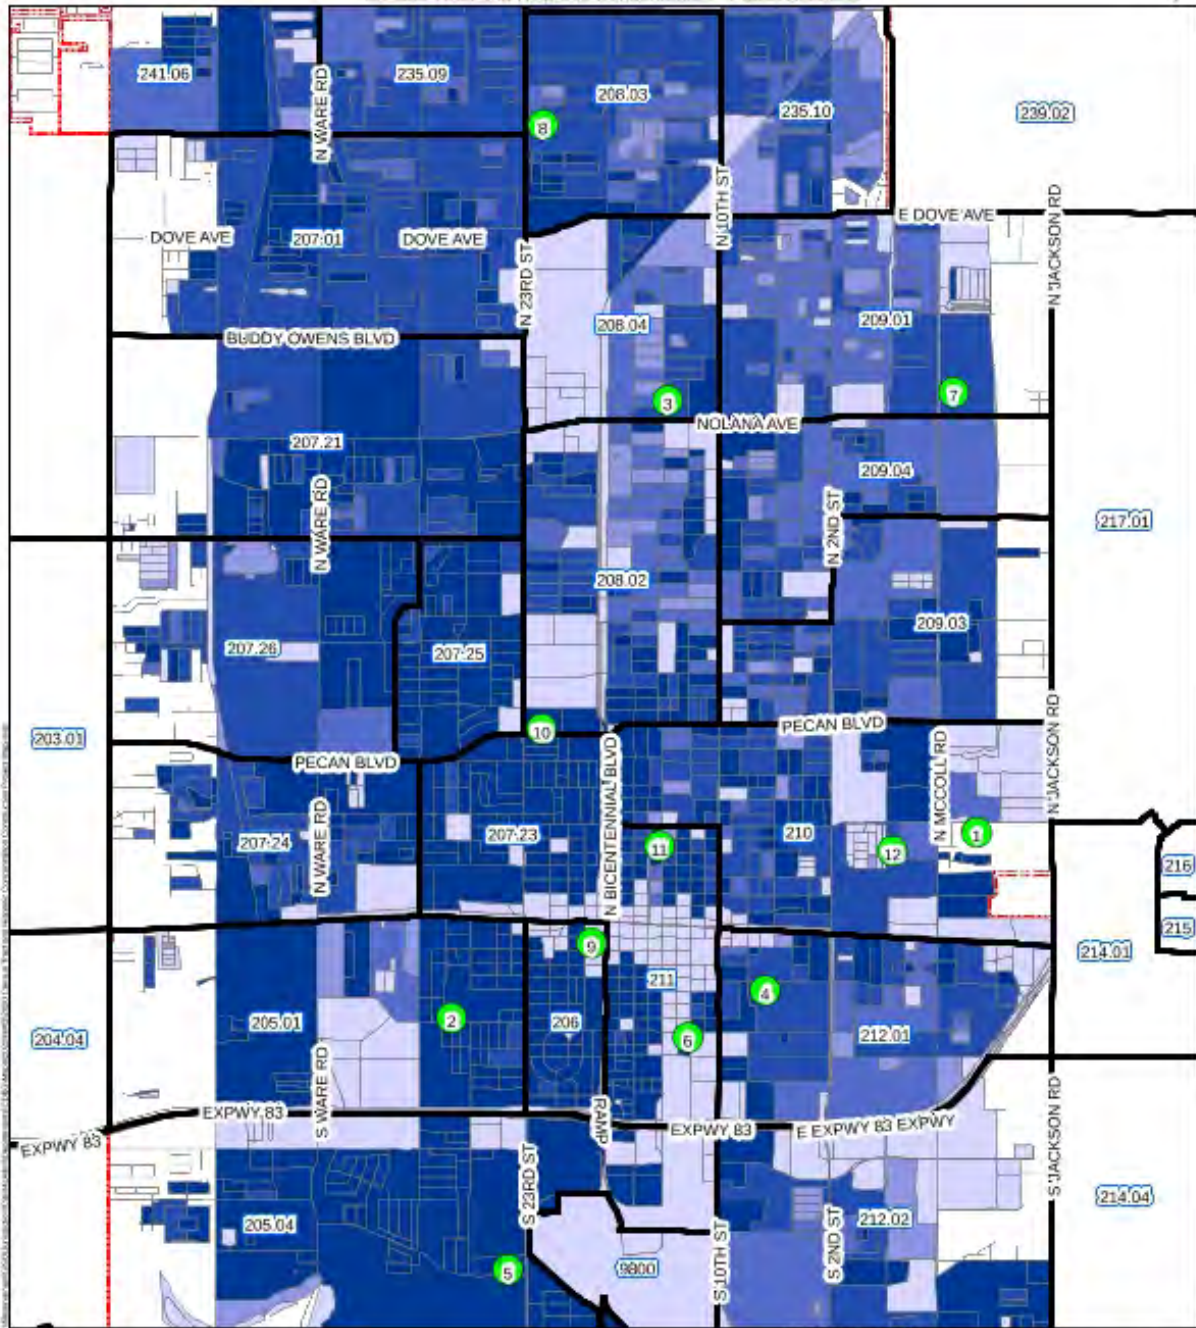 241.06
N WARE RD
235.09
208.03
235.10
239.02
8
DOVE AVE
207.01
DOVE AVE
N 23RD ST
N 10TH ST
E DOVE AVE
N JACKSON RD
BUDDY OWENS BLVD
208.04
209.01
3
7
NOLANA AVE
207.21
N WARE RD
209.04
N 2ND ST
217.01
208.02
207.26
207.25
209.03
203.01
10
PECAN BLVD
PECAN BLVD
N BICENTENNIAL BLVD
N MCCOLL RD
N JACKSON RD
207.24
N WARE RD
207.23
11
210
12
1
216
215
214.01
9
211
4
204.04
205.01
2
206
6
212.01
S WARE RD
EXPWY 83
EXPWY 83
RAMP
EXPWY 83
E EXPWY 83 EXPWY
S 23RD ST
S JACKSON RD
214.04
205.04
212.02
S 2ND ST
S 10TH ST
5
9800